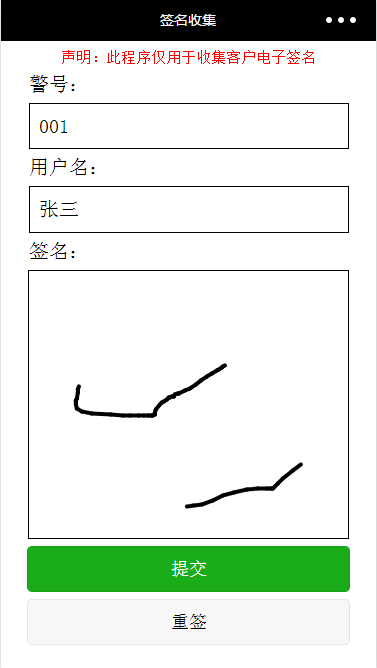 签名收集
声明：此程序仅用于收集客户电子签名
警号：
001
用户名：
张三
签名：
提交
重签